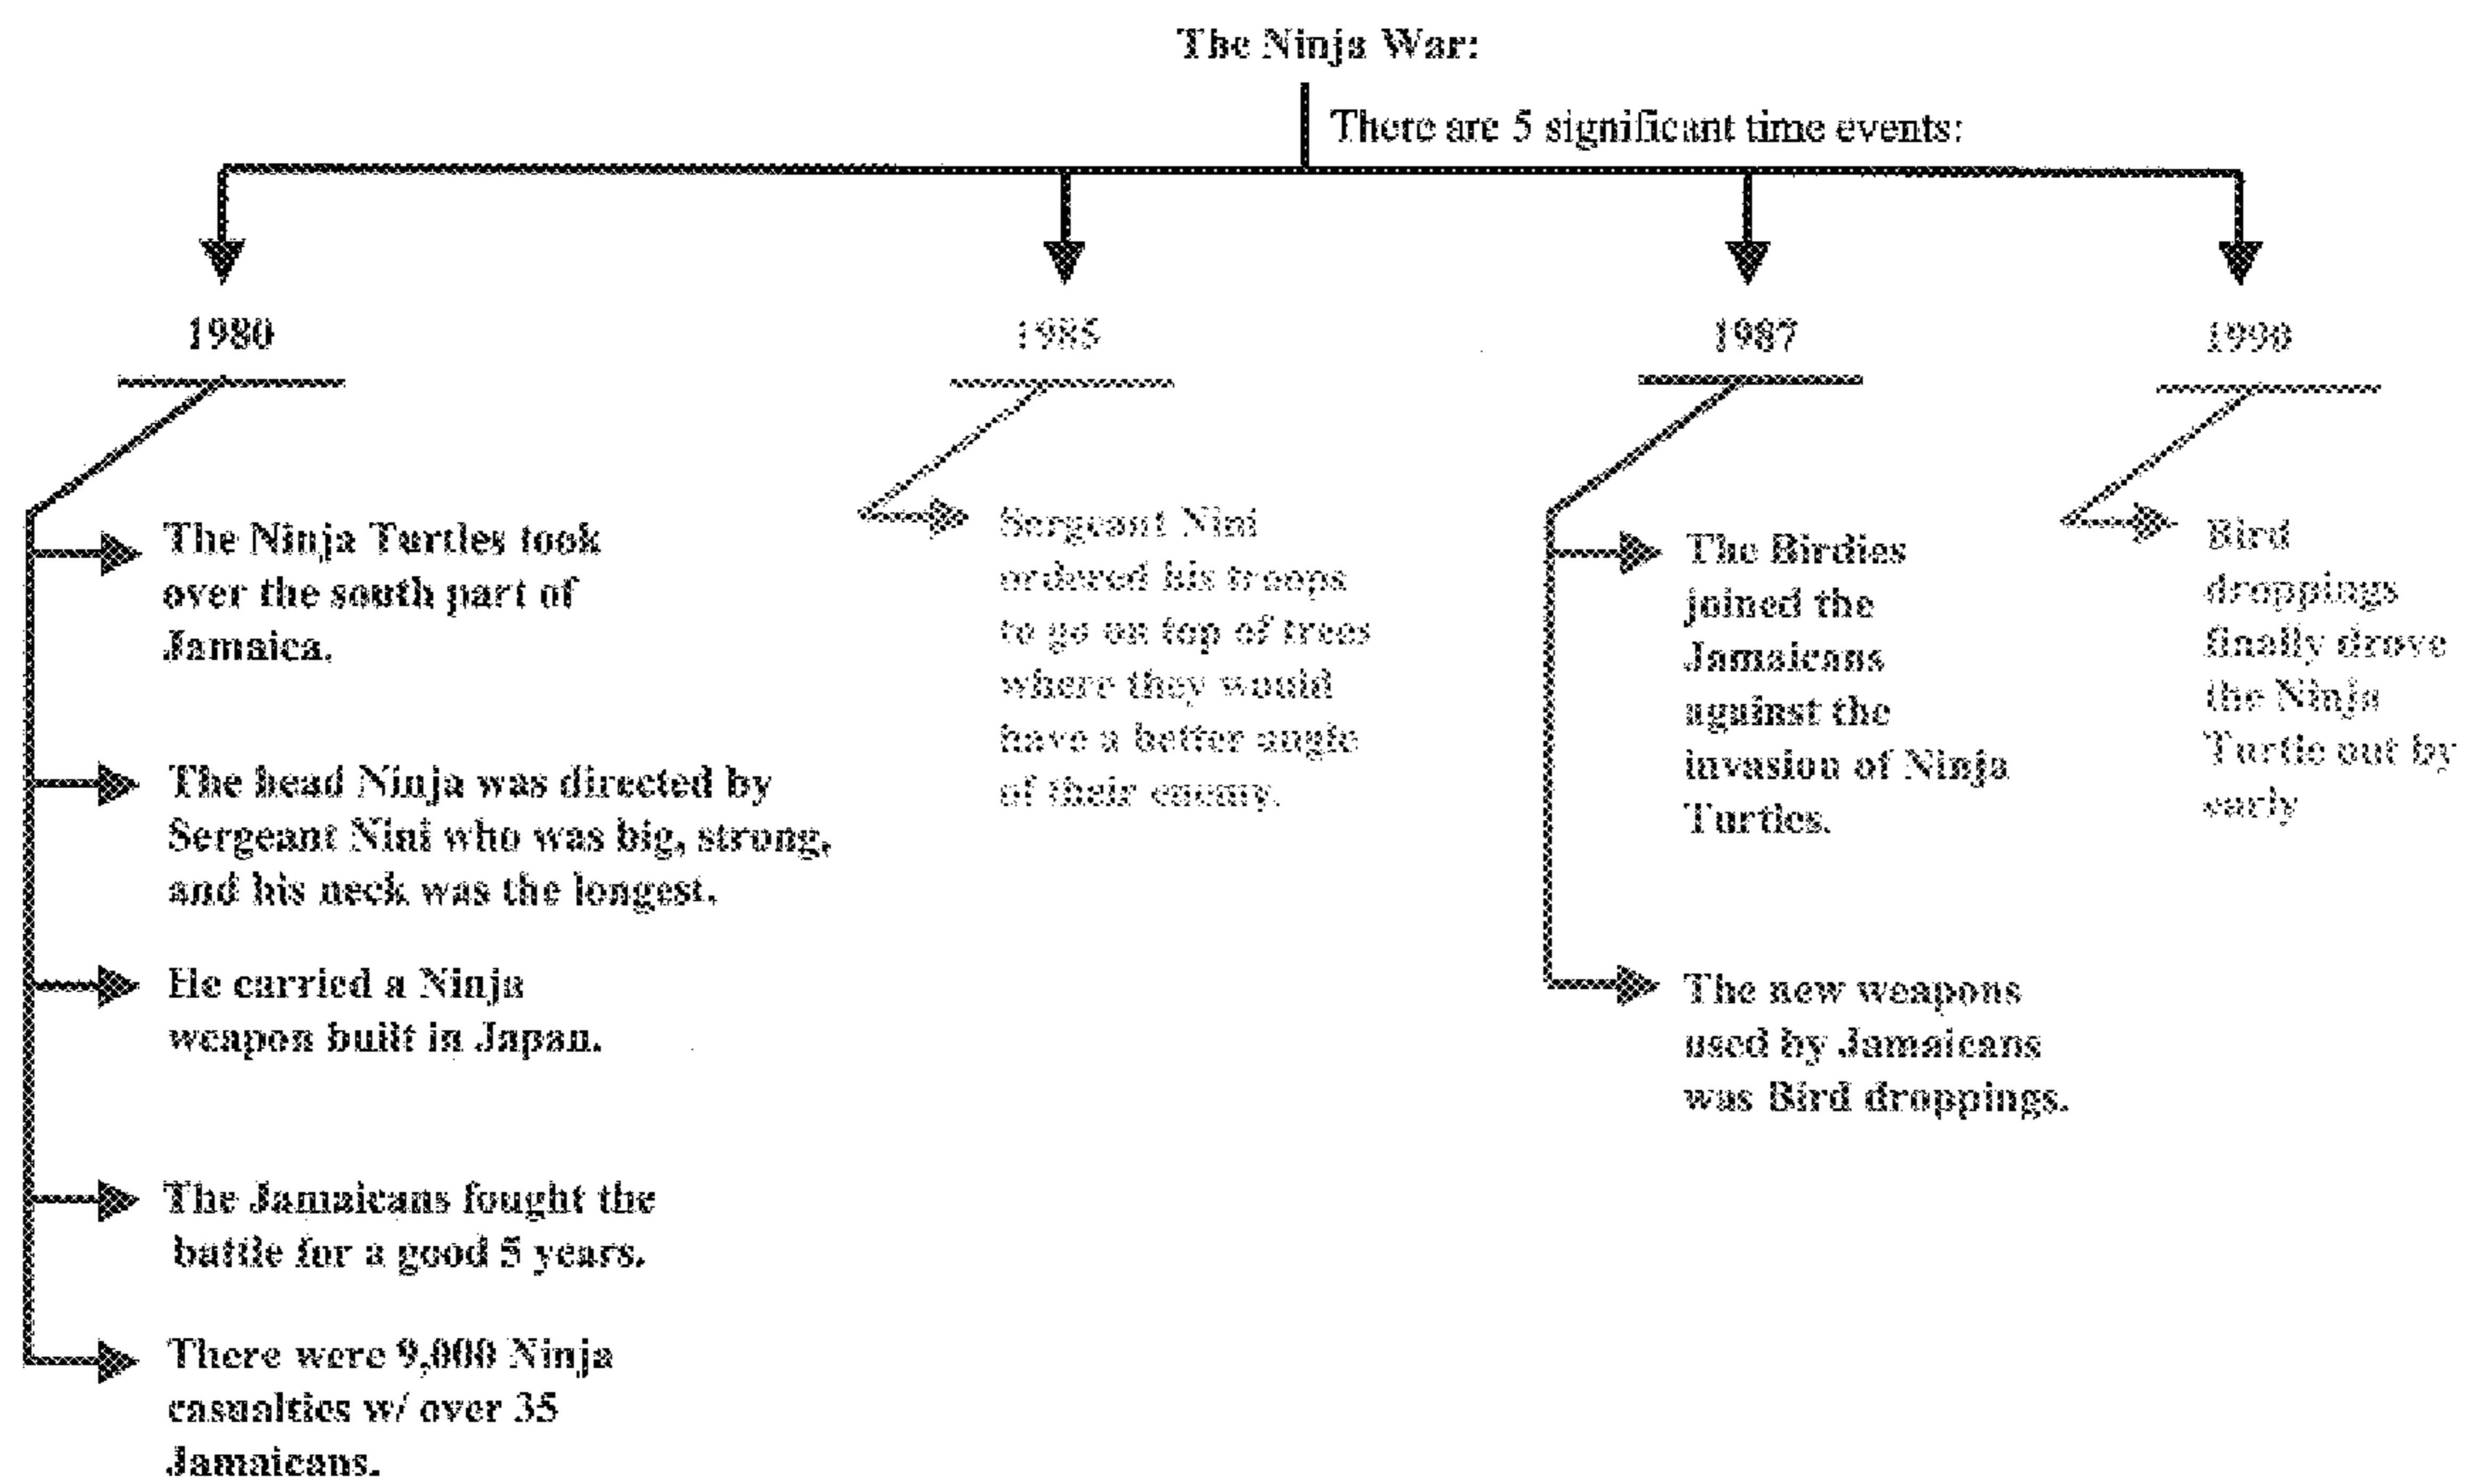 The Ninja War:
There are 5 significant time events:
1980
The Ninja Turtles took
over the south part of
Jamaica.
The head Ninja was directed by
Sergeant Nini who was big, strong,
and his neck was the longest.
He carried a Ninja
weapon built in Japan.
The Jamaicans fought the
battle for a good 5 years.
There were 9,000 Ninja
casualties w/ over 35
Jamaicans.
1985
Sergeant Nini
ordered his troops
to go on top of trees
where they would
have a better angle
of their enemy.
1987
The Birdies
joined the
Jamaicans
against the
invasion of Ninja
Turtles.
The new weapons
used by Jamaicans
was Bird droppings.
1990
Bird
droppings
finally drove
the Ninja
Turtle out by
early